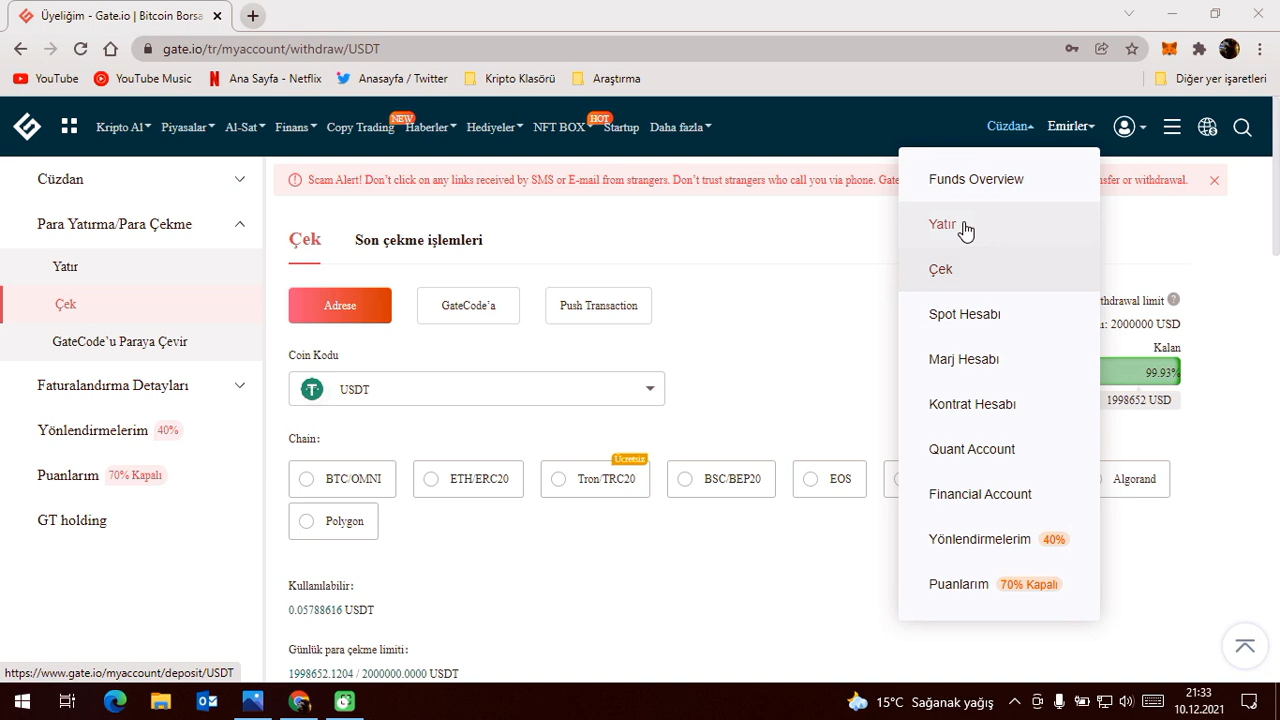 Üyeliğim - Gate.io | Bitcoin Borsa
gate.io/tr/myaccount/withdraw/USDT
YouTube
YouTube Music
Ana Sayfa - Netflix
Anasayfa / Twitter
Kripto Klasörü
Araştırma
Diğer yer işaretleri
Kripto Al
Piyasalar
Al-Sat
Finans
Copy Trading
NEW
Haberler
Hediyeler
NFT BOX
HOT
Startup
Daha fazla
Cüzdan
Emirler
Scam Alert! Don’t click on any links received by SMS or E-mail from strangers. Don’t trust strangers who call you via phone. Gate
transfer or withdrawal.
Cüzdan
Para Yatırma/Para Çekme
Yatır
Çek
GateCode’u Paraya Çevir
Faturalandırma Detayları
Yönlendirmelerim 40%
Puanlarım 70% Kapalı
GT holding
Çek
Son çekme işlemleri
Adrese
GateCode’a
Push Transaction
Coin Kodu
USDT
Chain:
BTC/OMNI
ETH/ERC20
Tron/TRC20
Ücretsiz
BSC/BEP20
EOS
Algorand
Polygon
Kullanılabilir:
0.05788616 USDT
Günlük para çekme limiti:
1998652.1204 / 2000000.0000 USDT
Funds Overview
Yatır
Çek
Spot Hesabı
Marj Hesabı
Kontrat Hesabı
Quant Account
Financial Account
Yönlendirmelerim 40%
Puanlarım 70% Kapalı
limit
2000000 USD
Kalan
99.93%
1998652 USD
https://www.gate.io/myaccount/deposit/USDT
15°C Sağanak yağış
21:33
10.12.2021